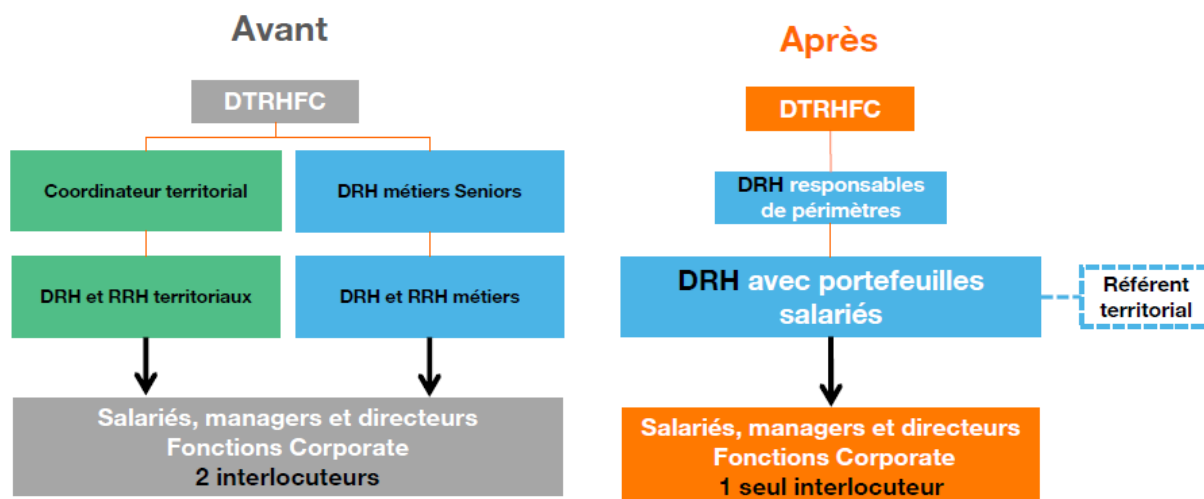 Avant
DTRHFC
Coordinateur territorial
DRH métiers Seniors
DRH et RRH territoriaux
DRH et RRH métiers
Salariés, managers et directeurs
Fonctions Corporate
2 interlocuteurs
Après
DTRHFC
DRH responsables
de périmètres
DRH avec portefeuilles
salariés
Référent
territorial
Salariés, managers et directeurs
Fonctions Corporate
1 seul interlocuteur